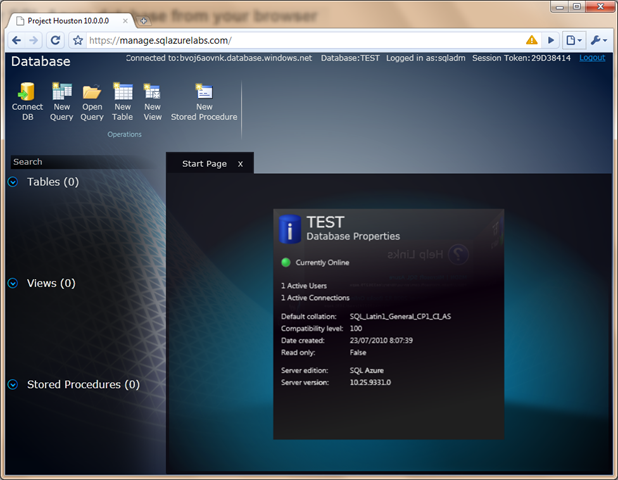 database from your browser
Project Houston 10.0.0.0
https://manage.sqlazurelabs.com/
Database
Connected to:bvoj6aovnk.database.windows.net Database:TEST Logged in as:sqladm Session Token:29D38414 Logout
Connect DB
New Query
Open Query
New Table
New View
New Stored Procedure
Operations
Search
Start Page X
Tables (0)
Views (0)
Stored Procedures (0)
TEST
Database Properties
Help Links
Currently Online
1 Active Users
1 Active Connections
Default collation: SQL_Latin1_General_CP1_CI_AS
Compatibility level: 100
Date created: 23/07/2010 8:07:39
Read only: False
Server edition: SQL Azure
Server version: 10.25.9331.0